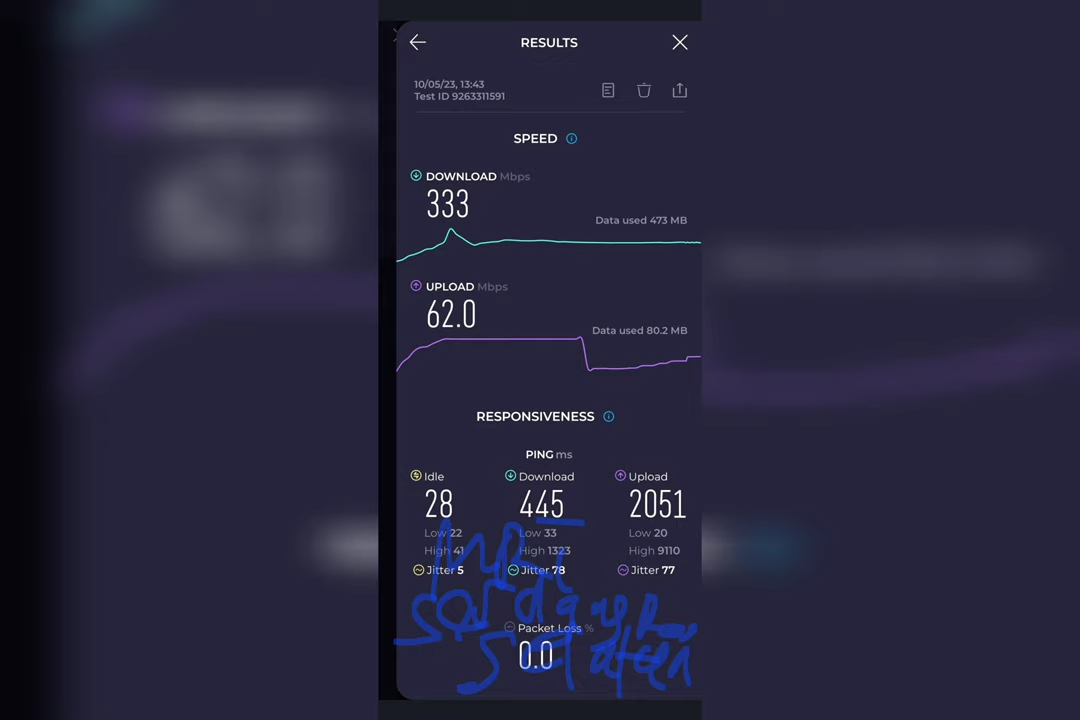 RESULTS
10/05/23, 13:43
Test ID 9263311591
SPEED
DOWNLOAD Mbps
333
Data used 473 MB
UPLOAD Mbps
62.0
Data used 80.2 MB
RESPONSIVENESS
PING ms
Idle Download Upload
28 445 2051
Low 22 Low 33 Low 20
High 41 High 1323 High 9110
Jitter 5 Jitter 78 Jitter 77
Packet Loss %
0.0